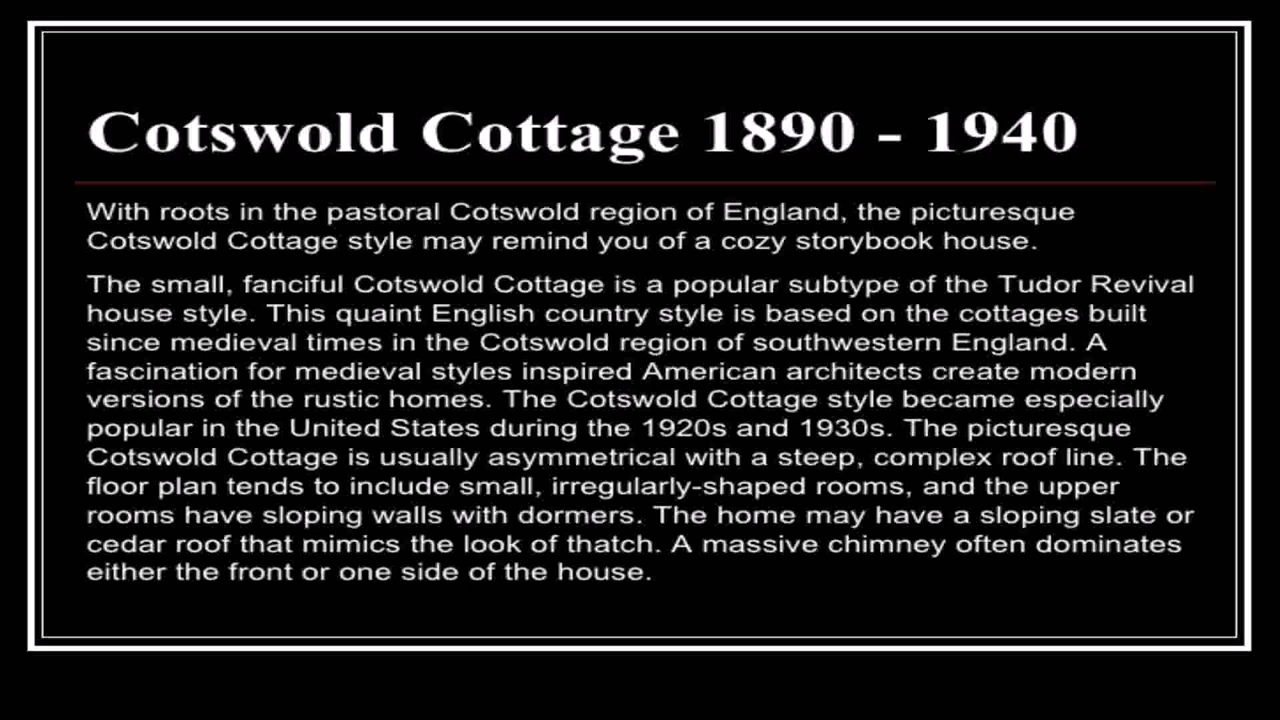 Cotswold Cottage 1890 - 1940
With roots in the pastoral Cotswold region of England, the picturesque
Cotswold Cottage style may remind you of a cozy storybook house.
The small, fanciful Cotswold Cottage is a popular subtype of the Tudor Revival
house style. This quaint English country style is based on the cottages built
since medieval times in the Cotswold region of southwestern England. A
fascination for medieval styles inspired American architects create modern
versions of the rustic homes. The Cotswold Cottage style became especially
popular in the United States during the 1920s and 1930s. The picturesque
Cotswold Cottage is usually asymmetrical with a steep, complex roof line. The
floor plan tends to include small, irregularly-shaped rooms, and the upper
rooms have sloping walls with dormers. The home may have a sloping slate or
cedar roof that mimics the look of thatch. A massive chimney often dominates
either the front or one side of the house.